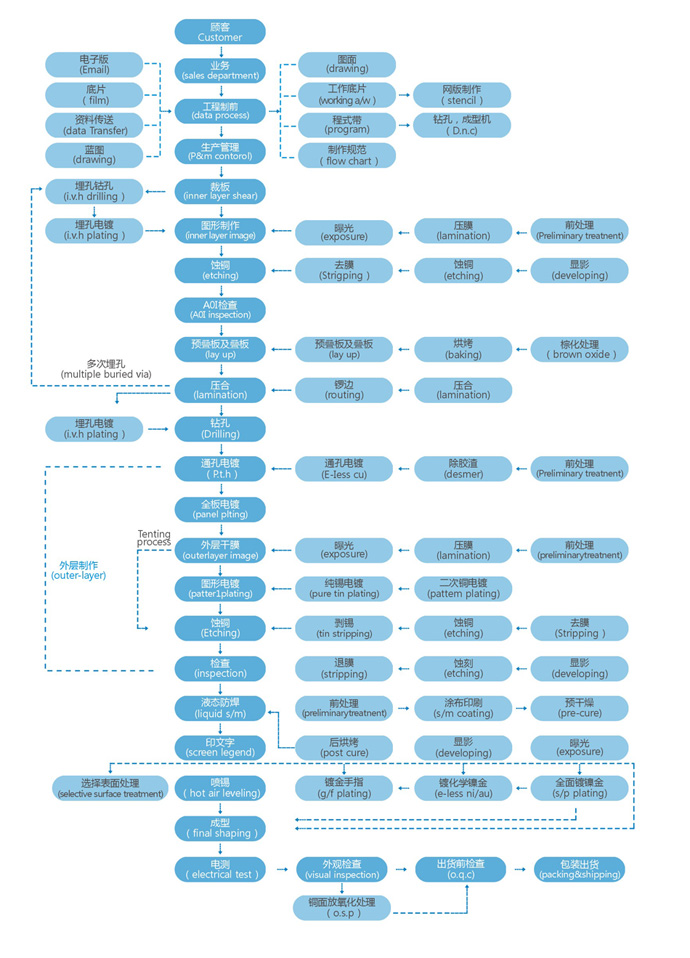 顾客
Customer
电子版
(Email)
业务
(sales department)
图面
(drawing)
底片
( film)
工程制前
(data process)
工作底片
(working a/w )
网版制作
( stencil )
资料传送
(data Transfer)
程式带
(program)
钻孔，成型机
( D.n.c)
蓝图
(drawing)
生产管理
(P&m contorol)
制作规范
( flow chart )
埋孔钻孔
(i.v.h drilling )
裁板
(inner layer shear)
埋孔电镀
(i.v.h plating )
图形制作
(inner layer image)
曝光
(exposure)
压膜
(lamination)
前处理
(Preliminary treatnent)
蚀铜
(etching)
去膜
(Strigping )
蚀铜
(etching)
显影
(developing)
A0I检查
(A0I inspection)
预叠板及叠板
(lay up)
预叠板及叠板
(lay up)
烘烤
(baking)
棕化处理
( brown oxide )
多次埋孔
(multiple buried via)
压合
(lamination)
锣边
(routing)
压合
(lamination)
埋孔电镀
(i.v.h plating )
钻孔
(Drilling)
通孔电镀
( P.t.h )
通孔电镀
(E-less cu)
除胶渣
(desmer)
前处理
(Preliminary treatnent)
全板电镀
(panel plting)
Tenting
process
外层干膜
(outerlayer image)
曝光
(exposure)
压膜
(lamination)
前处理
(preliminarytreatnent)
外层制作
(outer-layer)
图形电镀
(patter1plating)
纯锡电镀
(pure tin plating)
二次铜电镀
(pattem plating)
蚀铜
(Etching)
剥锡
(tin stripping)
蚀铜
(etching)
去膜
(Stripping )
检查
(inspection)
退膜
(stripping)
蚀刻
(etching)
显影
(developing)
液态防焊
(liquid s/m)
前处理
(preliminarytreatnent)
涂布印刷
(s/m coating)
预干燥
(pre-cure)
印文字
(screen legend)
后烘烤
(post cure)
显影
(developing)
曝光
(exposure)
选择表面处理
(selective surface treatment)
喷锡
( hot air leveling)
镀金手指
(g/f plating)
镀化学镍金
(e-less ni/au)
全面镀镍金
(s/p plating)
成型
( final shaping )
电测
( electrical test )
外观检查
(visual inspection)
出货前检查
(o.q.c)
包装出货
(packing&shipping)
铜面放氧化处理
( o.s.p )